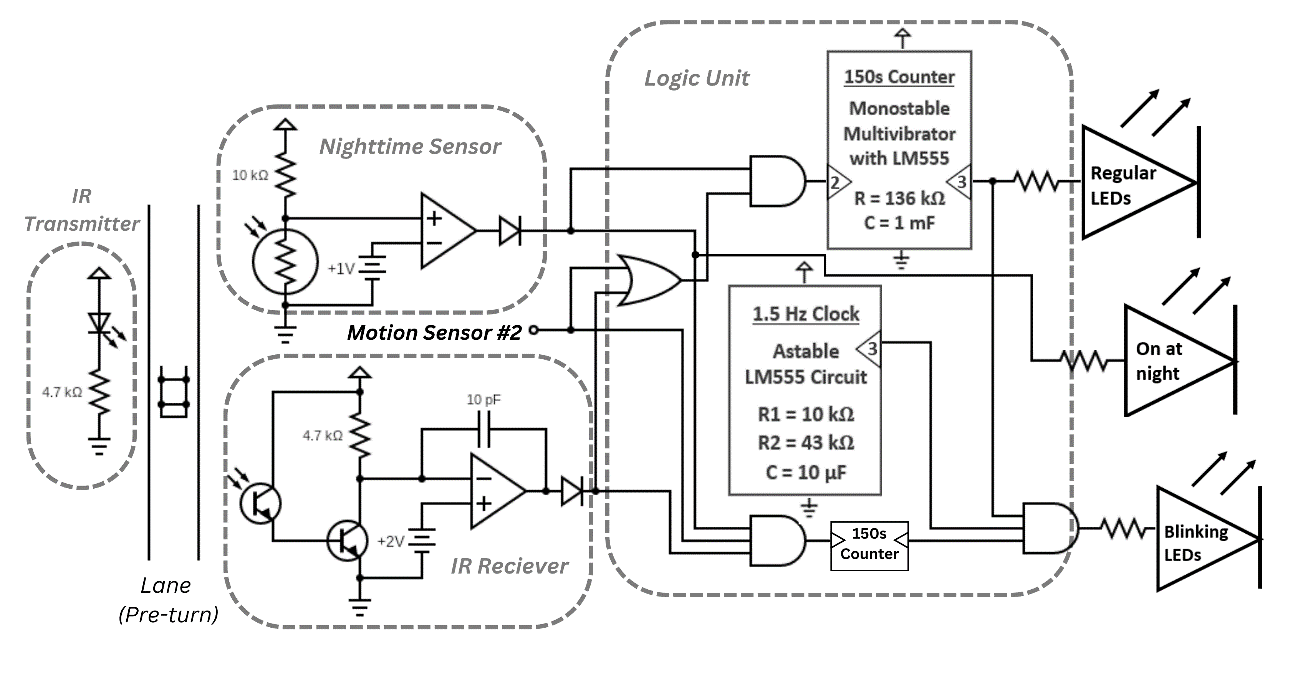 Logic Unit
150s Counter
Monostable
Multivibrator
with LM555
R = 136 kΩ
C = 1 mF
2
3
Nighttime Sensor
10 kΩ
+1V
IR
Transmitter
4.7 kΩ
Regular
LEDs
Motion Sensor #2
1.5 Hz Clock
Astable
LM555 Circuit
R1 = 10 kΩ
R2 = 43 kΩ
C = 10 µF
3
On at
night
10 pF
4.7 kΩ
+2V
IR Reciever
150s
Counter
Blinking
LEDs
Lane
(Pre-turn)
+
−
−
+